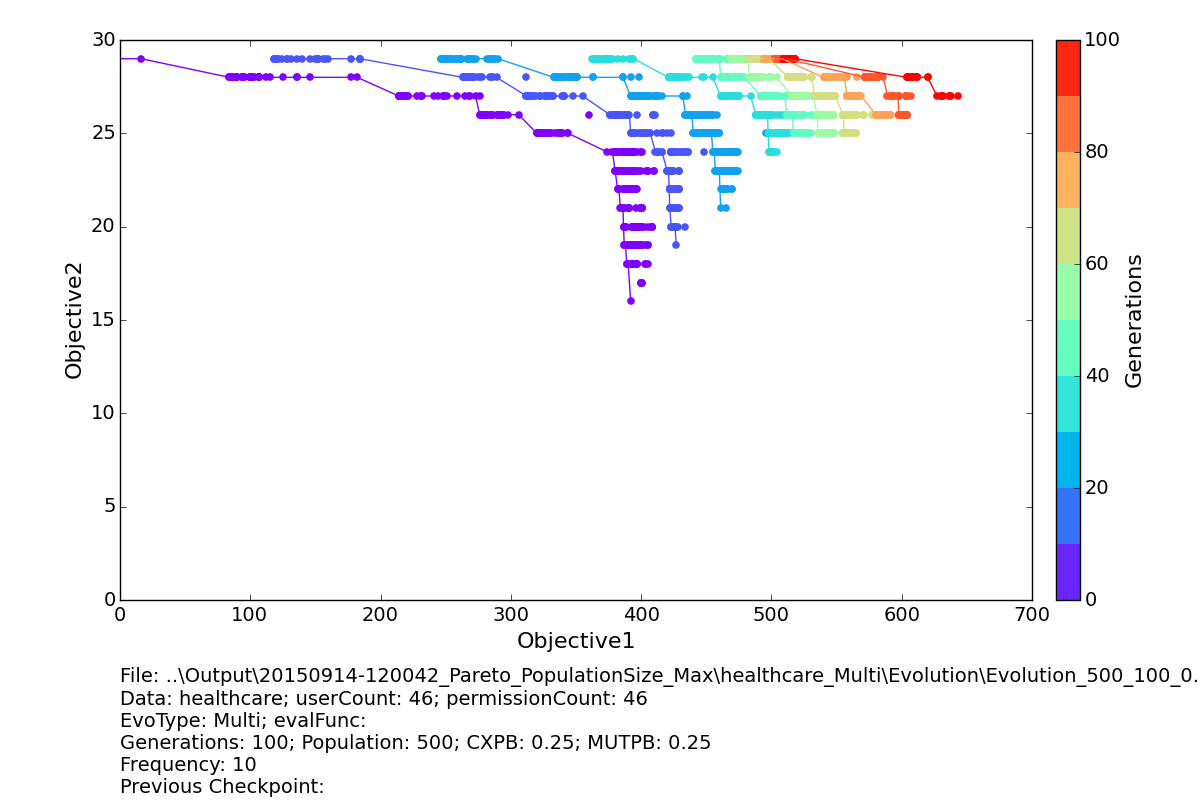 30
25
20
15
10
5
0
Objective2
0 100 200 300 400 500 600 700
Objective1
100
80
60
40
20
0
Generations
File: ..\Output\20150914-120042_Pareto_PopulationSize_Max\healthcare_Multi\Evolution\Evolution_500_100_0.
Data: healthcare; userCount: 46; permissionCount: 46
EvoType: Multi; evalFunc:
Generations: 100; Population: 500; CXPB: 0.25; MUTPB: 0.25
Frequency: 10
Previous Checkpoint: